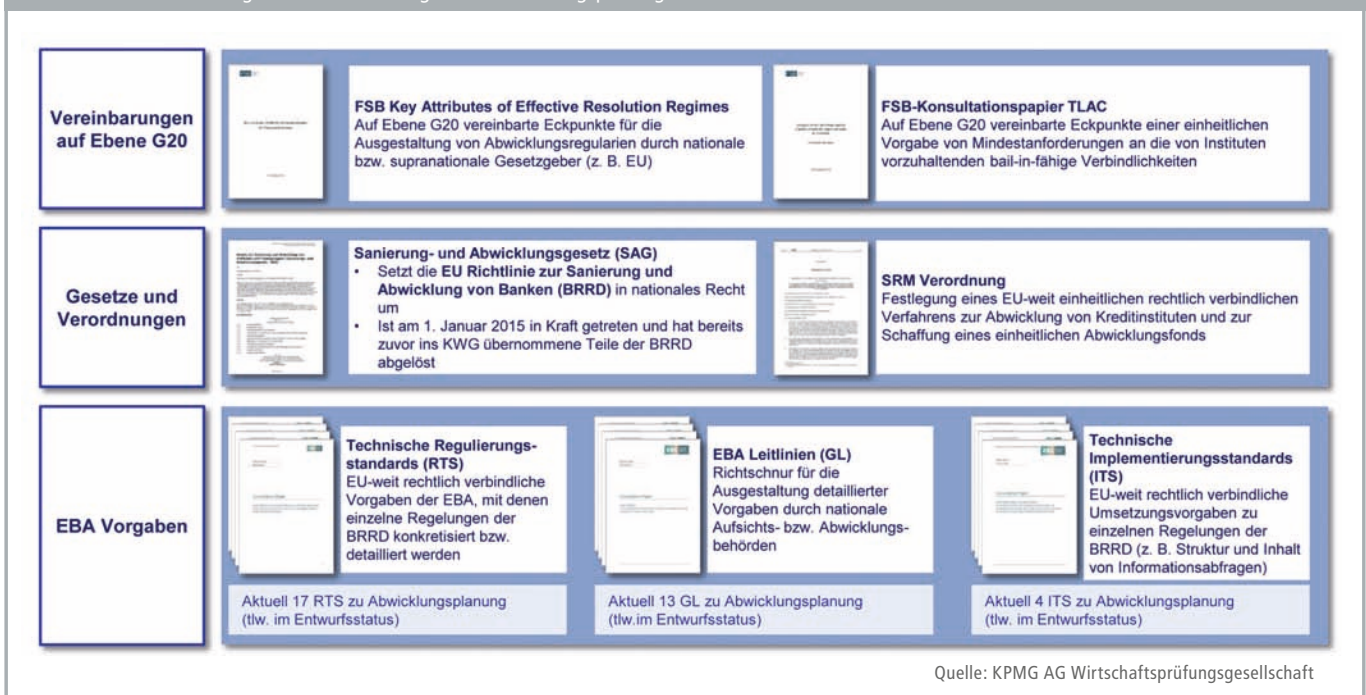 Vereinbarungen
auf Ebene G20
FSB Key Attributes of Effective Resolution Regimes
Auf Ebene G20 vereinbarte Eckpunkte für die
Ausgestaltung von Abwicklungsregularien durch nationale
bzw. supranationale Gesetzgeber (z. B. EU)
FSB-Konsultationspapier TLAC
Auf Ebene G20 vereinbarte Eckpunkte einer einheitlichen
Vorgabe von Mindestanforderungen an die von Instituten
vorzuhaltenden bail-in-fähige Verbindlichkeiten
Gesetze und
Verordnungen
Sanierung- und Abwicklungsgesetz (SAG)
• Setzt die EU Richtlinie zur Sanierung und
Abwicklung von Banken (BRRD) in nationales Recht
um
• Ist am 1. Januar 2015 in Kraft getreten und hat bereits
zuvor ins KWG übernommene Teile der BRRD
abgelöst
SRM Verordnung
Festlegung eines EU-weit einheitlichen rechtlich verbindlichen
Verfahrens zur Abwicklung von Kreditinstituten und zur
Schaffung eines einheitlichen Abwicklungsfonds
EBA Vorgaben
Technische Regulierungs-
standards (RTS)
EU-weit rechtlich verbindliche
Vorgaben der EBA, mit denen
einzelne Regelungen der
BRRD konkretisiert bzw.
detailliert werden
Aktuell 17 RTS zu Abwicklungsplanung
(tlw. im Entwurfsstatus)
EBA Leitlinien (GL)
Richtschnur für die
Ausgestaltung detaillierter
Vorgaben durch nationale
Aufsichts- bzw. Abwicklungs-
behörden
Aktuell 13 GL zu Abwicklungsplanung
(tlw.im Entwurfsstatus)
Technische
Implementierungsstandards
(ITS)
EU-weit rechtlich verbindliche
Umsetzungsvorgaben zu
einzelnen Regelungen der
BRRD (z. B. Struktur und Inhalt
von Informationsabfragen)
Aktuell 4 ITS zu Abwicklungsplanung
(tlw. im Entwurfsstatus)
Quelle: KPMG AG Wirtschaftsprüfungsgesellschaft